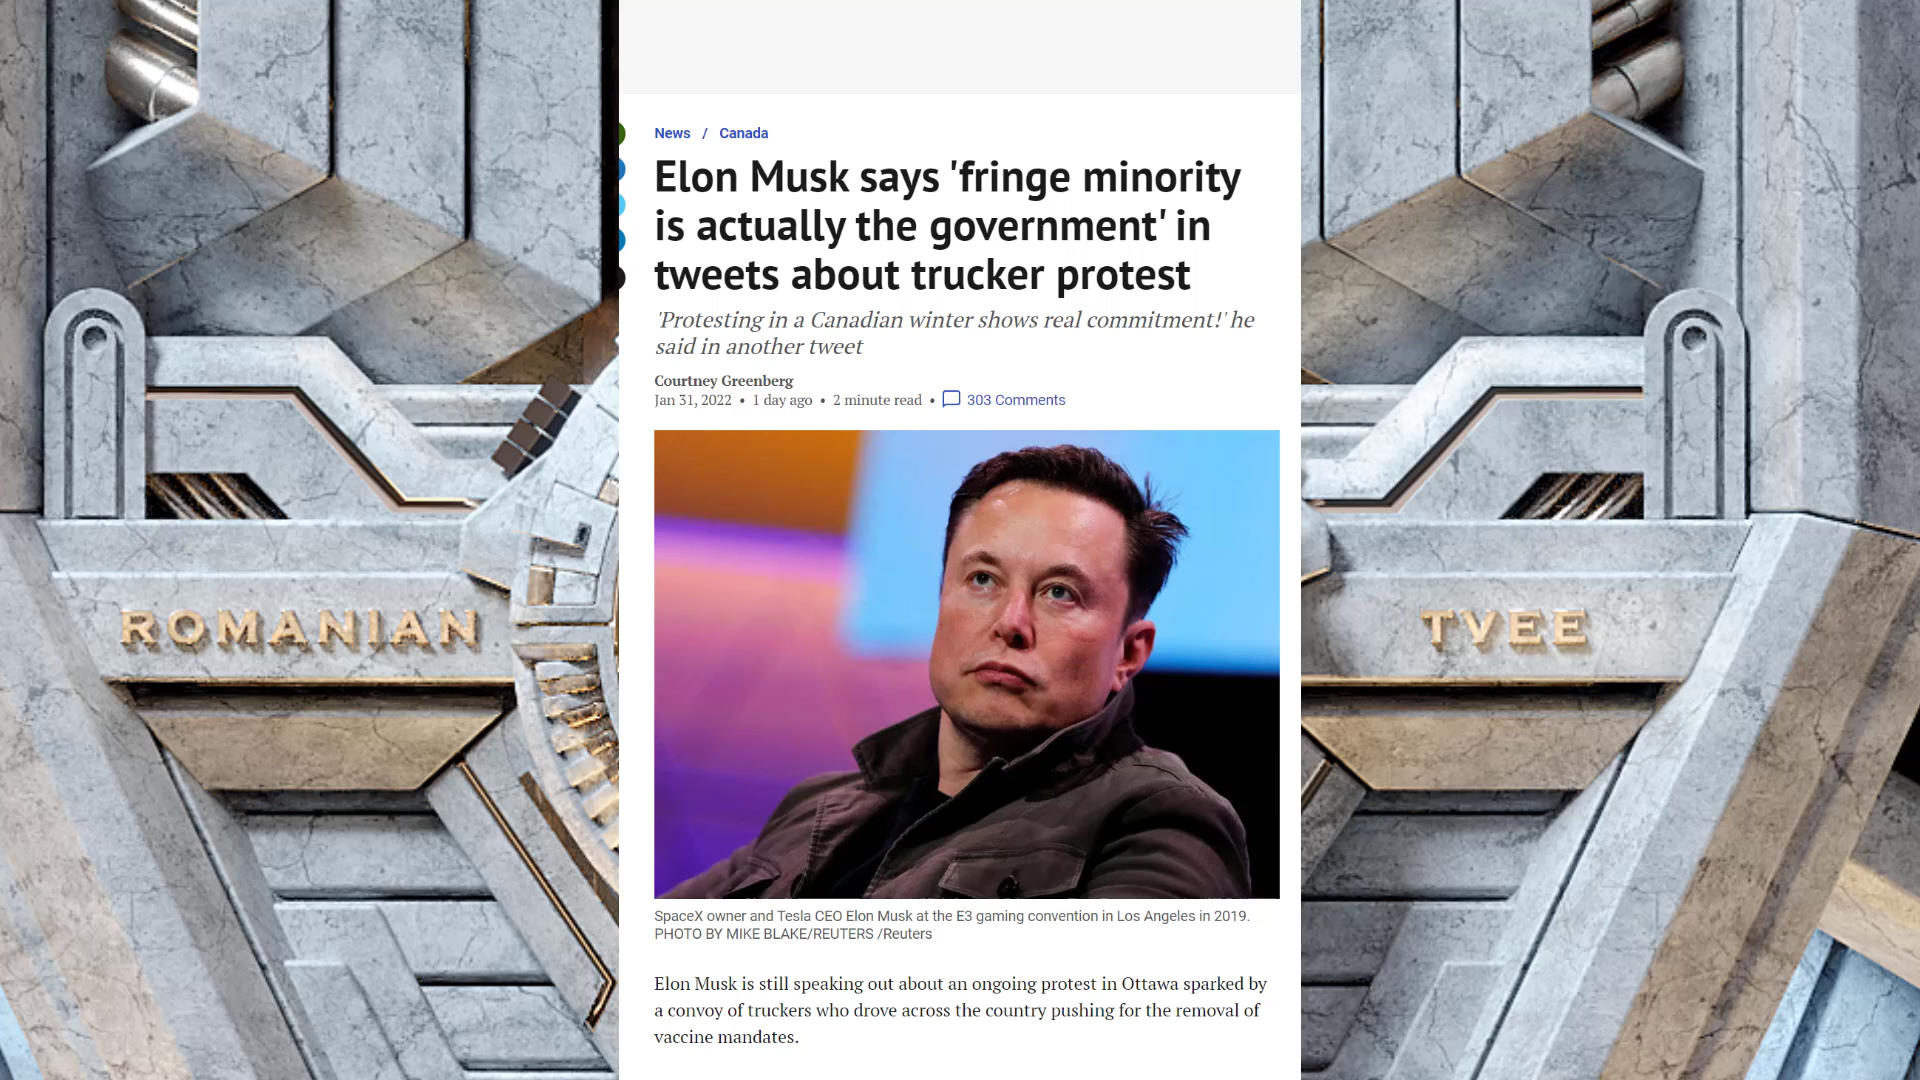 News / Canada
Elon Musk says 'fringe minority
is actually the government' in
tweets about trucker protest
'Protesting in a Canadian winter shows real commitment!' he
said in another tweet
Courtney Greenberg
Jan 31, 2022 • 1 day ago • 2 minute read • 303 Comments
ROMANIAN
TVEE
SpaceX owner and Tesla CEO Elon Musk at the E3 gaming convention in Los Angeles in 2019.
PHOTO BY MIKE BLAKE/REUTERS /Reuters
Elon Musk is still speaking out about an ongoing protest in Ottawa sparked by
a convoy of truckers who drove across the country pushing for the removal of
vaccine mandates.